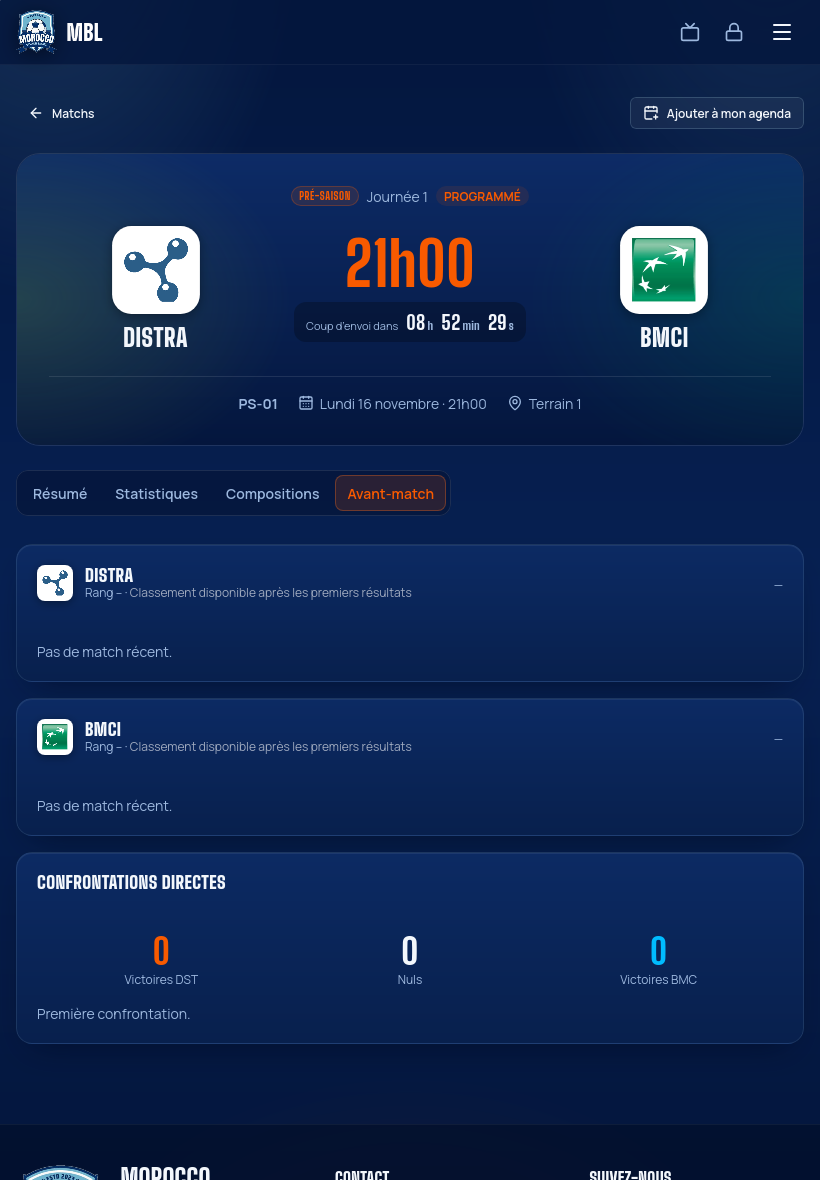 MOROCCO
MBL
Matchs
Ajouter à mon agenda
PRÉ-SAISON Journée 1 PROGRAMMÉ
21h00
Coup d'envoi dans 08 h 52 min 29 s
DISTRA
BMCI
PS-01 Lundi 16 novembre · 21h00 Terrain 1
Résumé Statistiques Compositions Avant-match
DISTRA
Rang – · Classement disponible après les premiers résultats
–
Pas de match récent.
BMCI
Rang – · Classement disponible après les premiers résultats
–
Pas de match récent.
CONFRONTATIONS DIRECTES
0 0 0
Victoires DST Nuls Victoires BMC
Première confrontation.
MOROCCO CONTACT SUIVEZ-NOUS